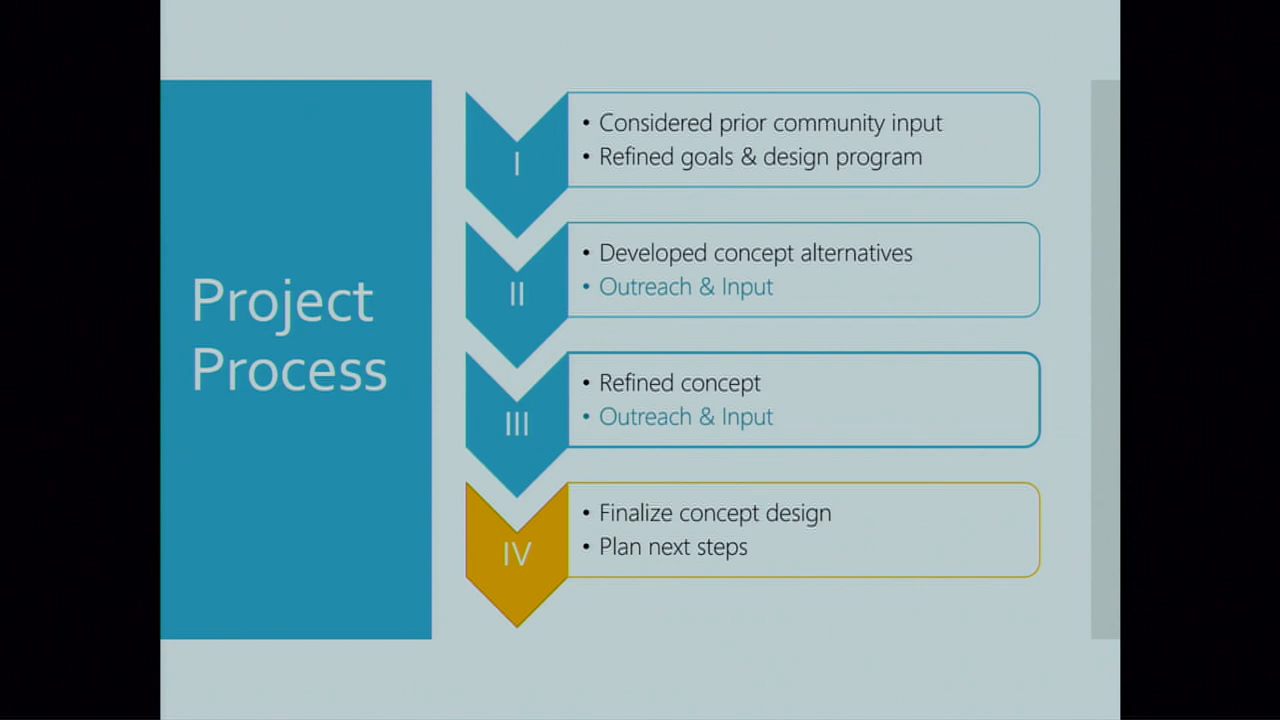 Project
Process
I
• Considered prior community input
• Refined goals & design program
II
• Developed concept alternatives
• Outreach & Input
III
• Refined concept
• Outreach & Input
IV
• Finalize concept design
• Plan next steps